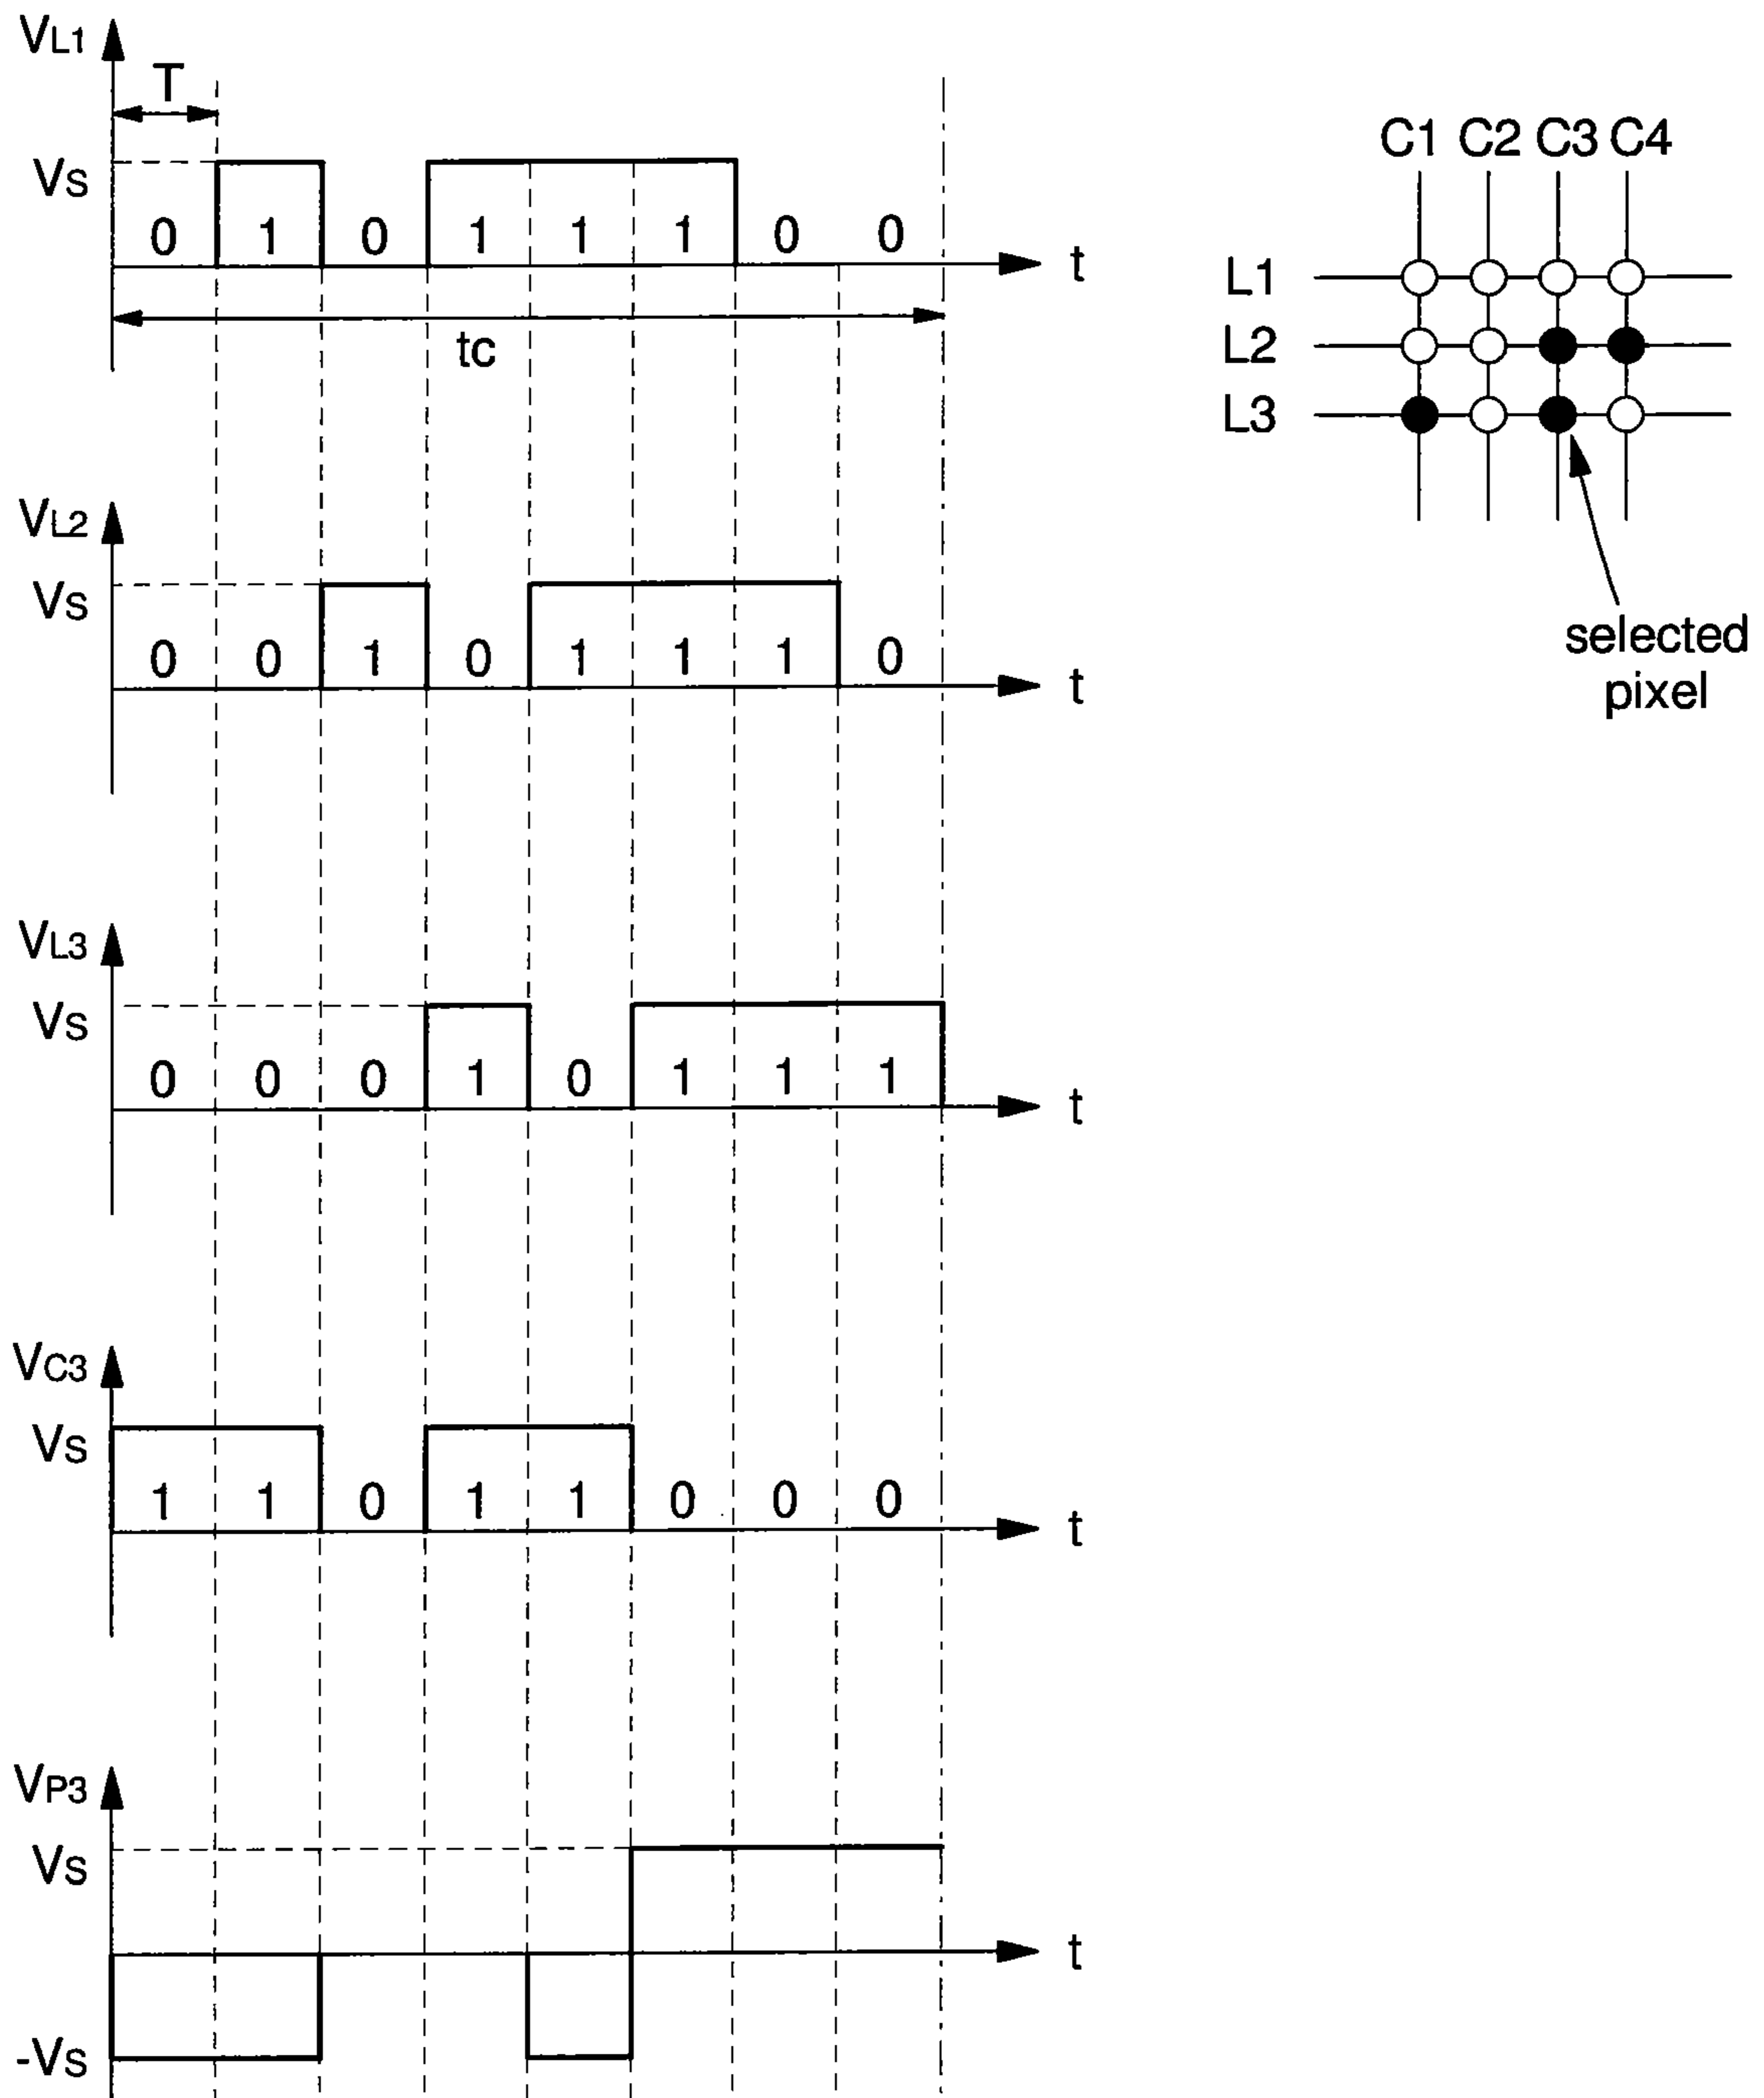 VL1
T
VS
0 1 0 1 1 1 0 0
t
tc
C1 C2 C3 C4
L1
L2
L3
selected
pixel
VL2
VS
0 0 1 0 1 1 1 0
t
VL3
VS
0 0 0 1 0 1 1 1
t
VC3
VS
1 1 0 1 1 0 0 0
t
VP3
VS
t
-VS